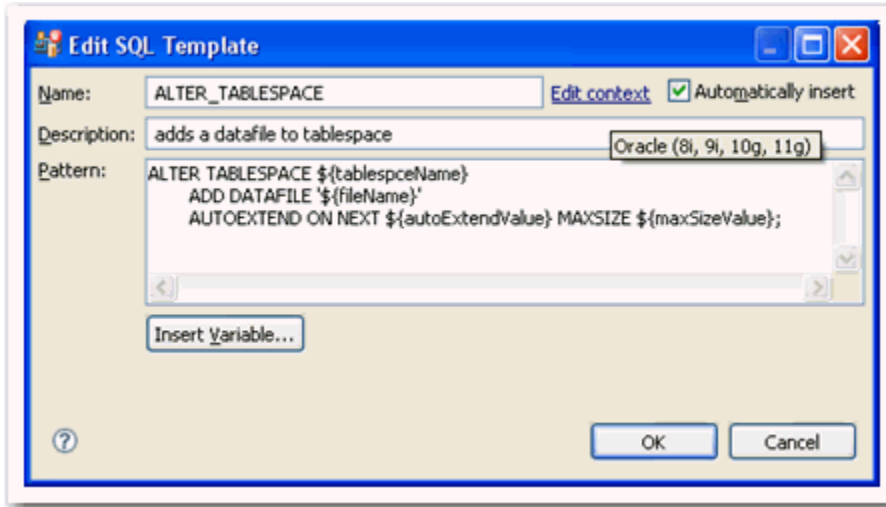 Edit SQL Template
Name: ALTER_TABLESPACE Edit context Automatically insert
Description: adds a datafile to tablespace
Oracle (8i, 9i, 10g, 11g)
Pattern: ALTER TABLESPACE ${tablespceName}
ADD DATAFILE '${fileName}'
AUTOEXTEND ON NEXT ${autoExtendValue} MAXSIZE ${maxSizeValue};
Insert Variable...
?
OK Cancel